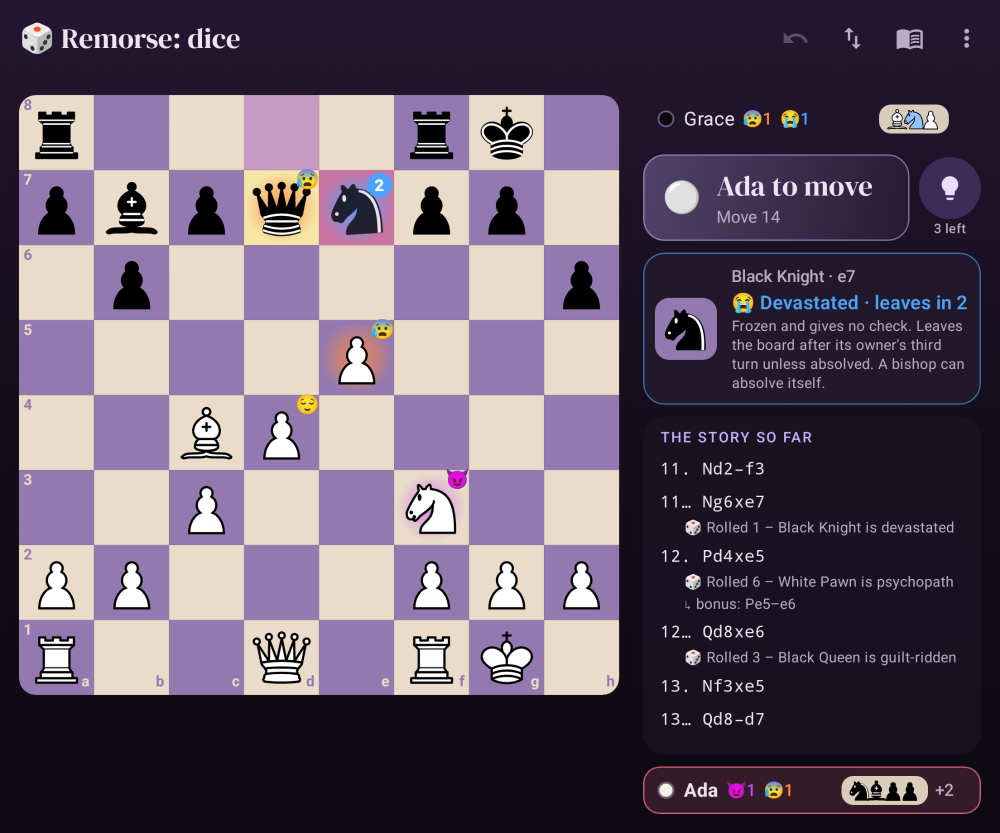 Remorse: dice
Grace 😰1 😭1
Ada to move
Move 14
3 left
Black Knight · e7
😭 Devastated · leaves in 2
Frozen and gives no check. Leaves
the board after its owner's third
turn unless absolved. A bishop can
absolve itself.
THE STORY SO FAR
11. Nd2–f3
11… Ng6xe7
🎲 Rolled 1 – Black Knight is devastated
12. Pd4xe5
🎲 Rolled 6 – White Pawn is psychopath
↳ bonus: Pe5–e6
12… Qd8xe6
🎲 Rolled 3 – Black Queen is guilt-ridden
13. Nf3xe5
13… Qd8–d7
Ada 😈1 😰1 +2
8
7
2
6
5
4
3
2
1
a b c d e f g h